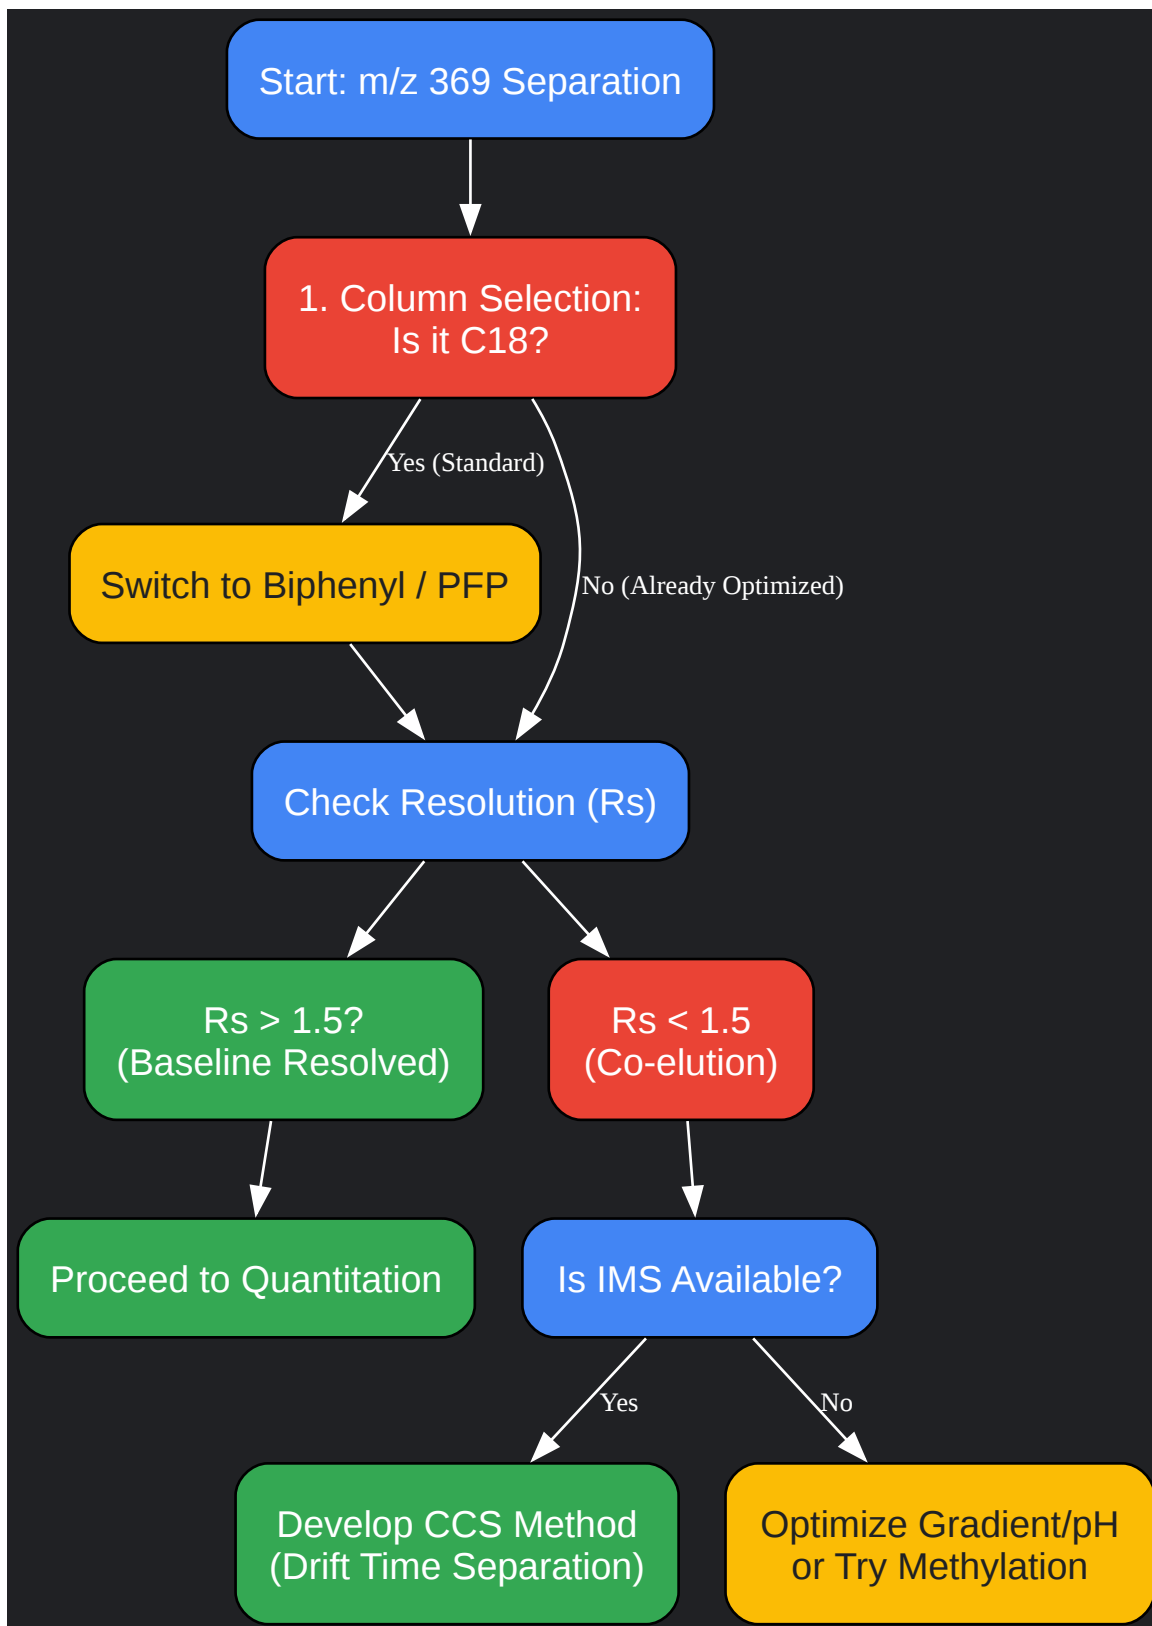 Start: m/z 369 Separation
1. Column Selection:
Is it C18?
Yes (Standard)
Switch to Biphenyl / PFP
No (Already Optimized)
Check Resolution (Rs)
Rs > 1.5?
(Baseline Resolved)
Rs < 1.5
(Co-elution)
Proceed to Quantitation
Is IMS Available?
Yes
No
Develop CCS Method
(Drift Time Separation)
Optimize Gradient/pH
or Try Methylation